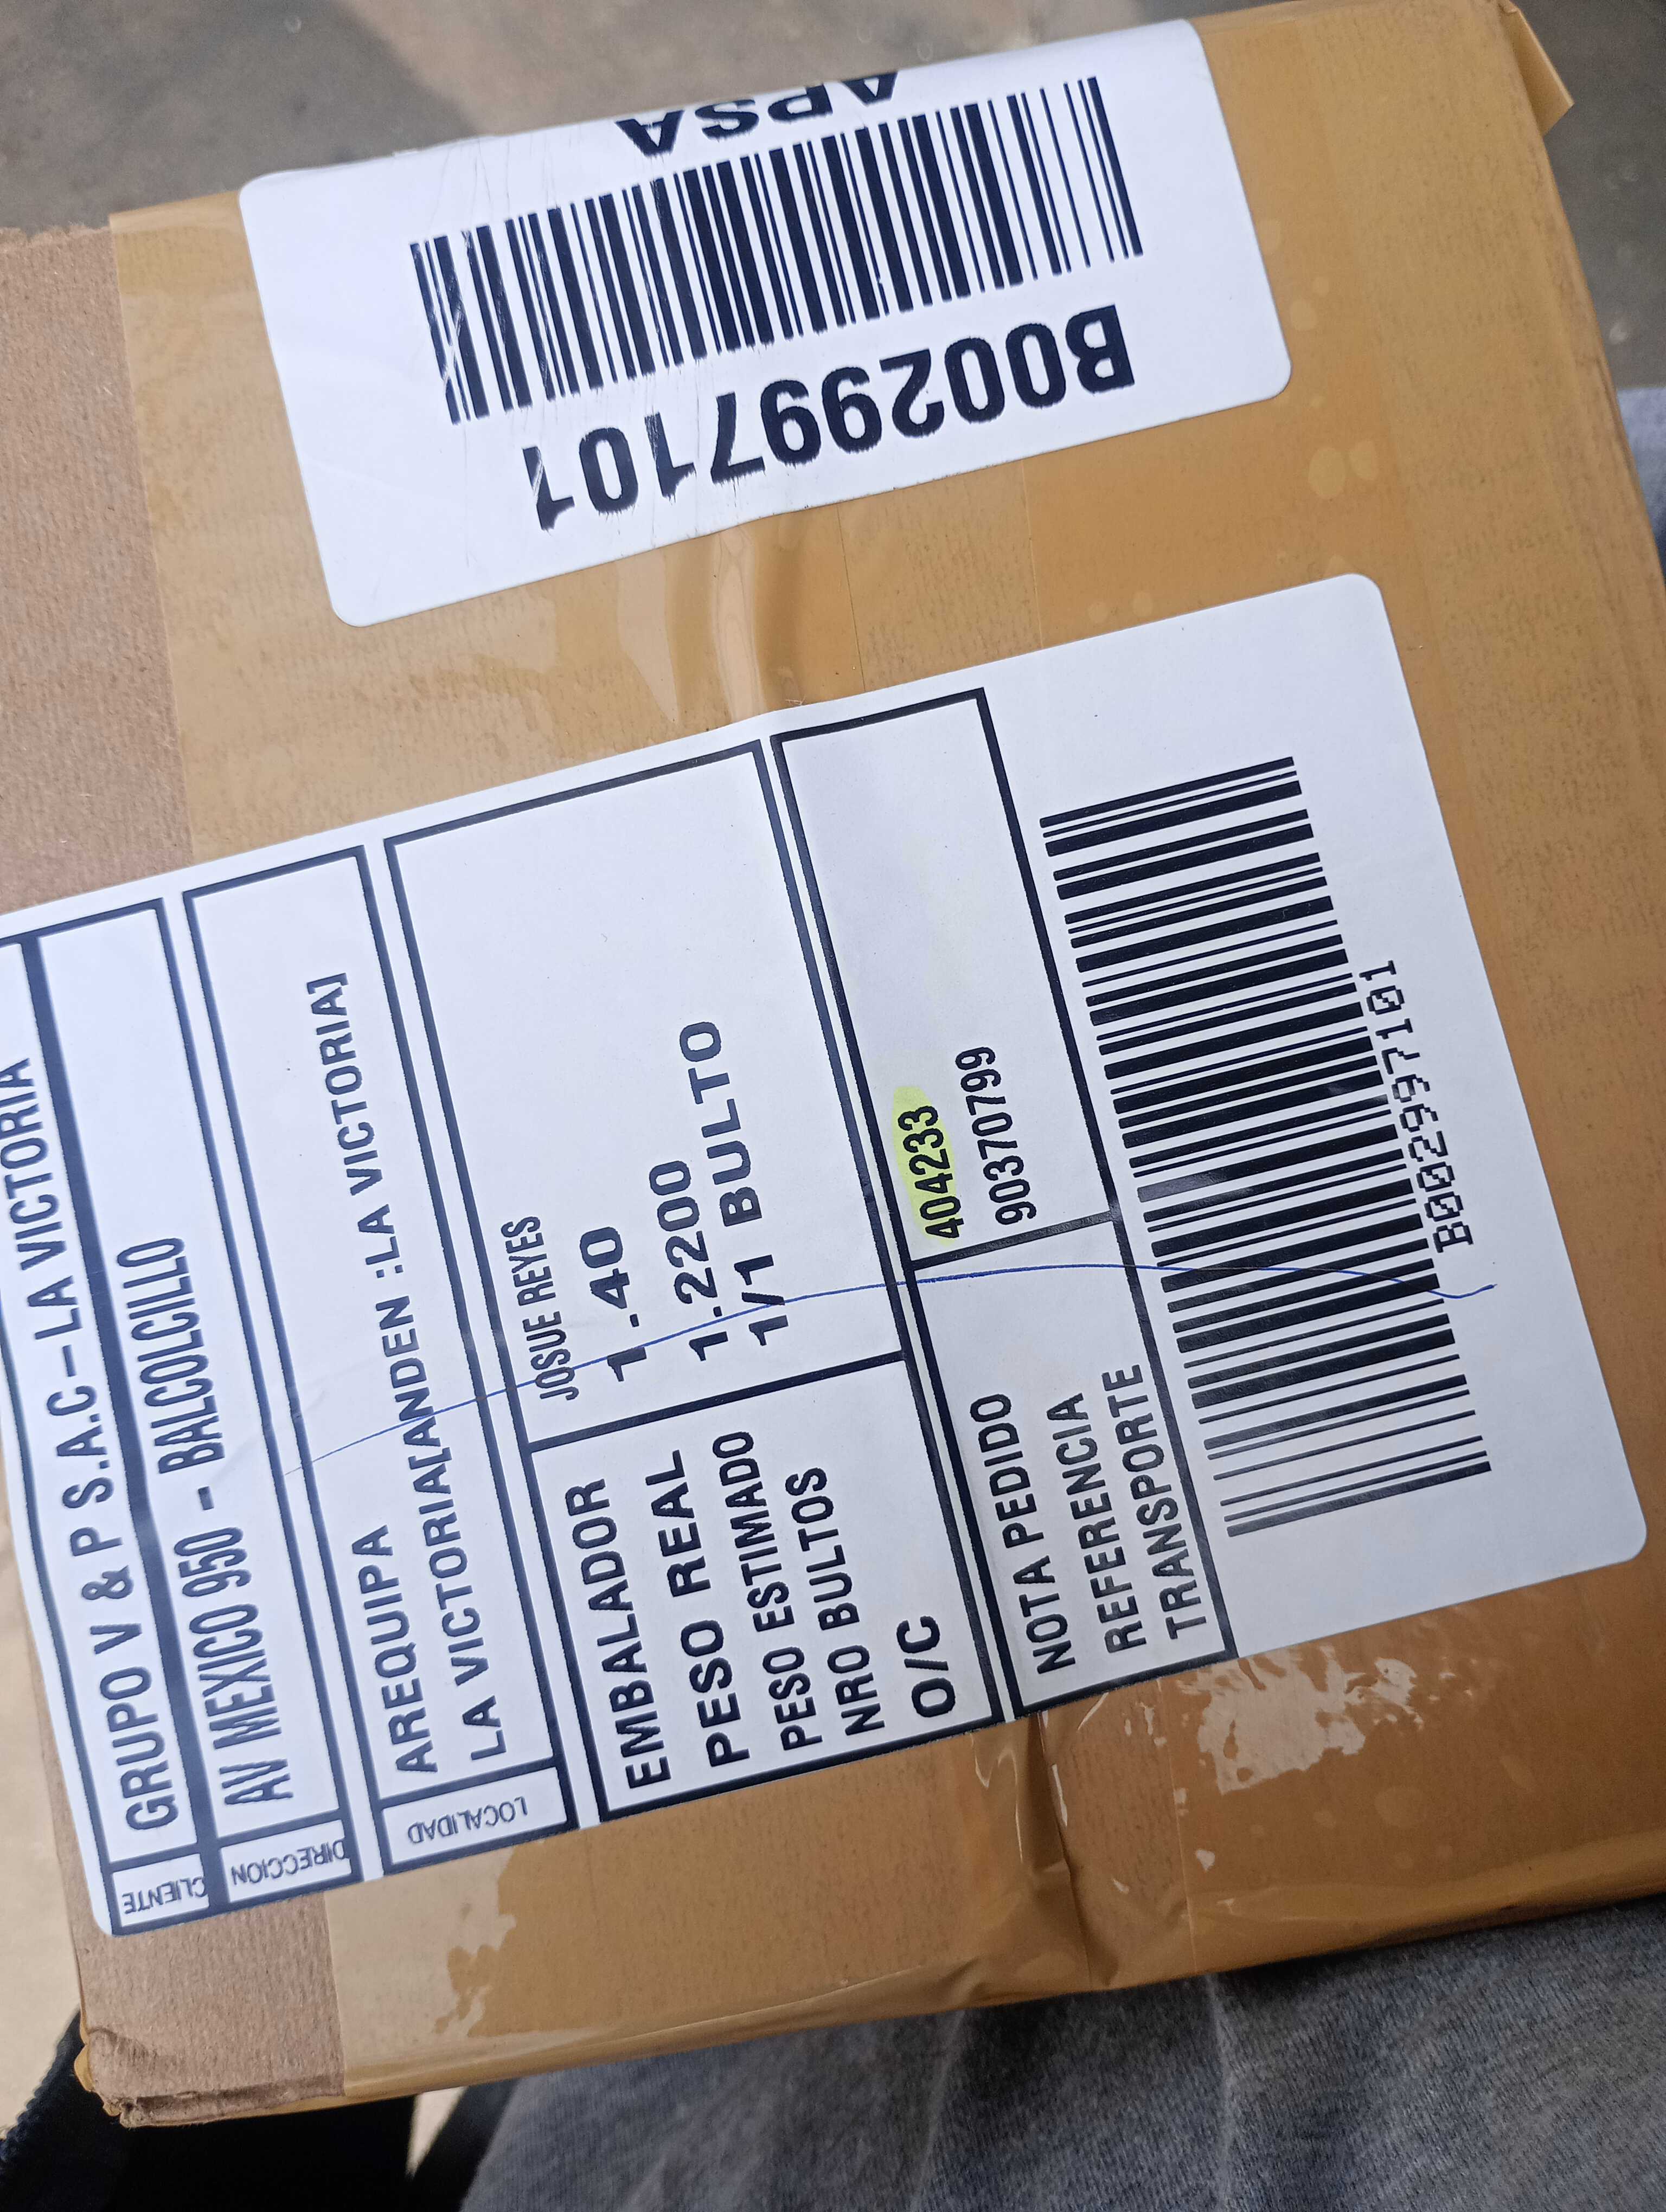 APSA
B002997101
CLIENTE GRUPO V & P S.A.C-LA VICTORIA
DIRECCION AV MEXICO 950 - BALCOLCILLO
LOCALIDAD AREQUIPA
LA VICTORIA[ANDEN :LA VICTORIA]
EMBALADOR JOSUE REYES
PESO REAL 1.40
PESO ESTIMADO 1.2200
NRO BULTOS 1/1 BULTO
O/C
NOTA PEDIDO 404233
REFERENCIA 90370799
TRANSPORTE
B002997101